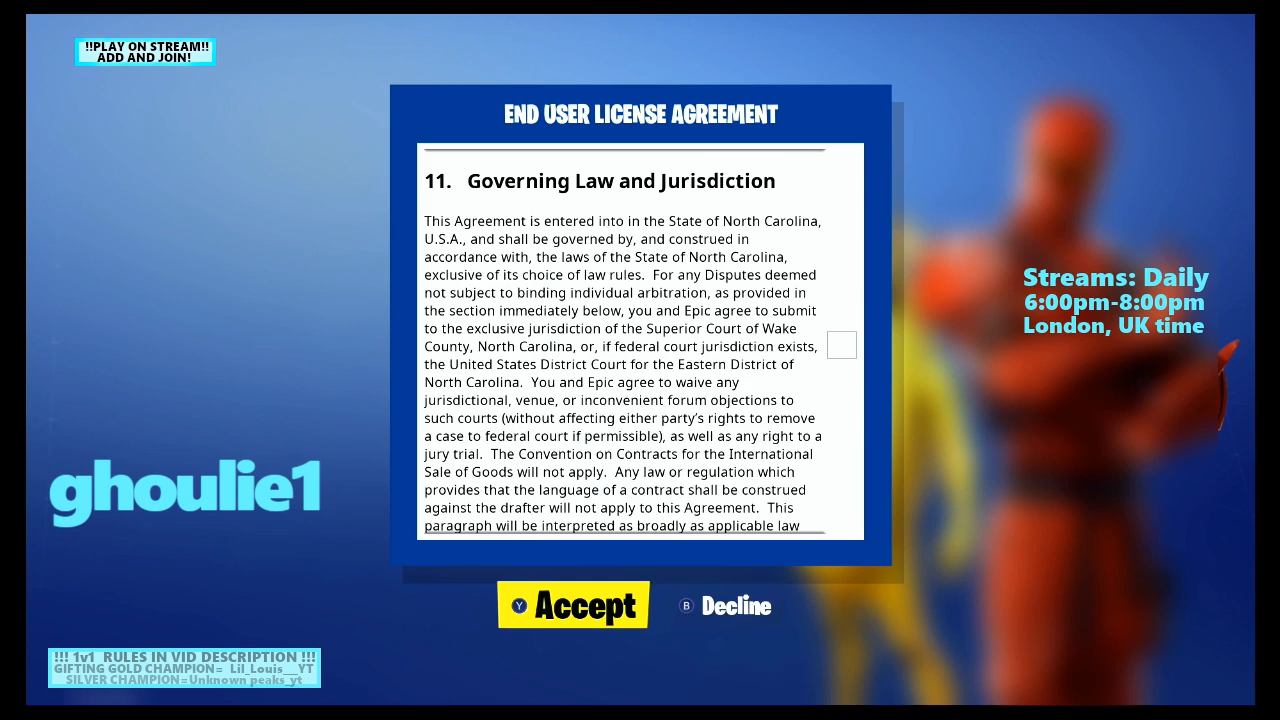 !!PLAY ON STREAM!!
ADD AND JOIN!
END USER LICENSE AGREEMENT
11. Governing Law and Jurisdiction
This Agreement is entered into in the State of North Carolina,
U.S.A., and shall be governed by, and construed in
accordance with, the laws of the State of North Carolina,
exclusive of its choice of law rules. For any Disputes deemed
not subject to binding individual arbitration, as provided in
the section immediately below, you and Epic agree to submit
to the exclusive jurisdiction of the Superior Court of Wake
County, North Carolina, or, if federal court jurisdiction exists,
the United States District Court for the Eastern District of
North Carolina. You and Epic agree to waive any
jurisdictional, venue, or inconvenient forum objections to
such courts (without affecting either party’s rights to remove
a case to federal court if permissible), as well as any right to a
jury trial. The Convention on Contracts for the International
Sale of Goods will not apply. Any law or regulation which
provides that the language of a contract shall be construed
against the drafter will not apply to this Agreement. This
paragraph will be interpreted as broadly as applicable law
Streams: Daily
6:00pm-8:00pm
London, UK time
ghoulie1
Y Accept B Decline
!!! 1v1 RULES IN VID DESCRIPTION !!!
GIFTING GOLD CHAMPION= Lil_Louis__YT
SILVER CHAMPION=Unknown peaks_yt